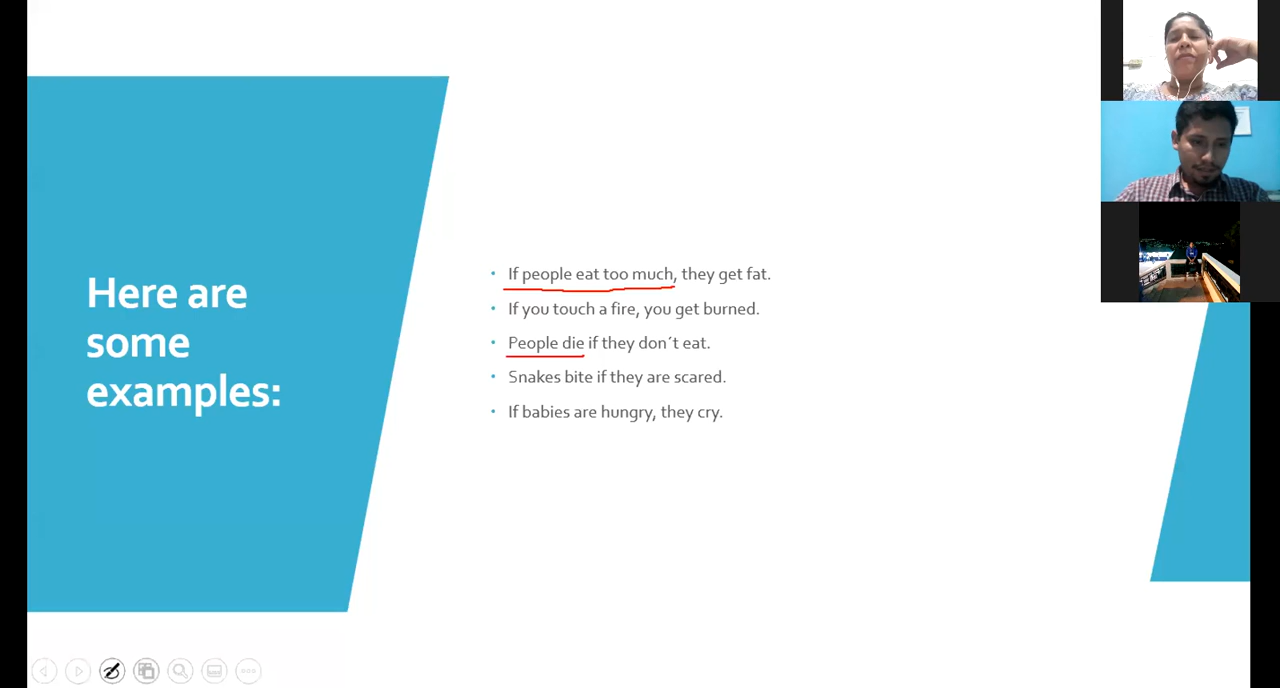 Here are
some
examples:
• If people eat too much, they get fat.
• If you touch a fire, you get burned.
• People die if they don´t eat.
• Snakes bite if they are scared.
• If babies are hungry, they cry.